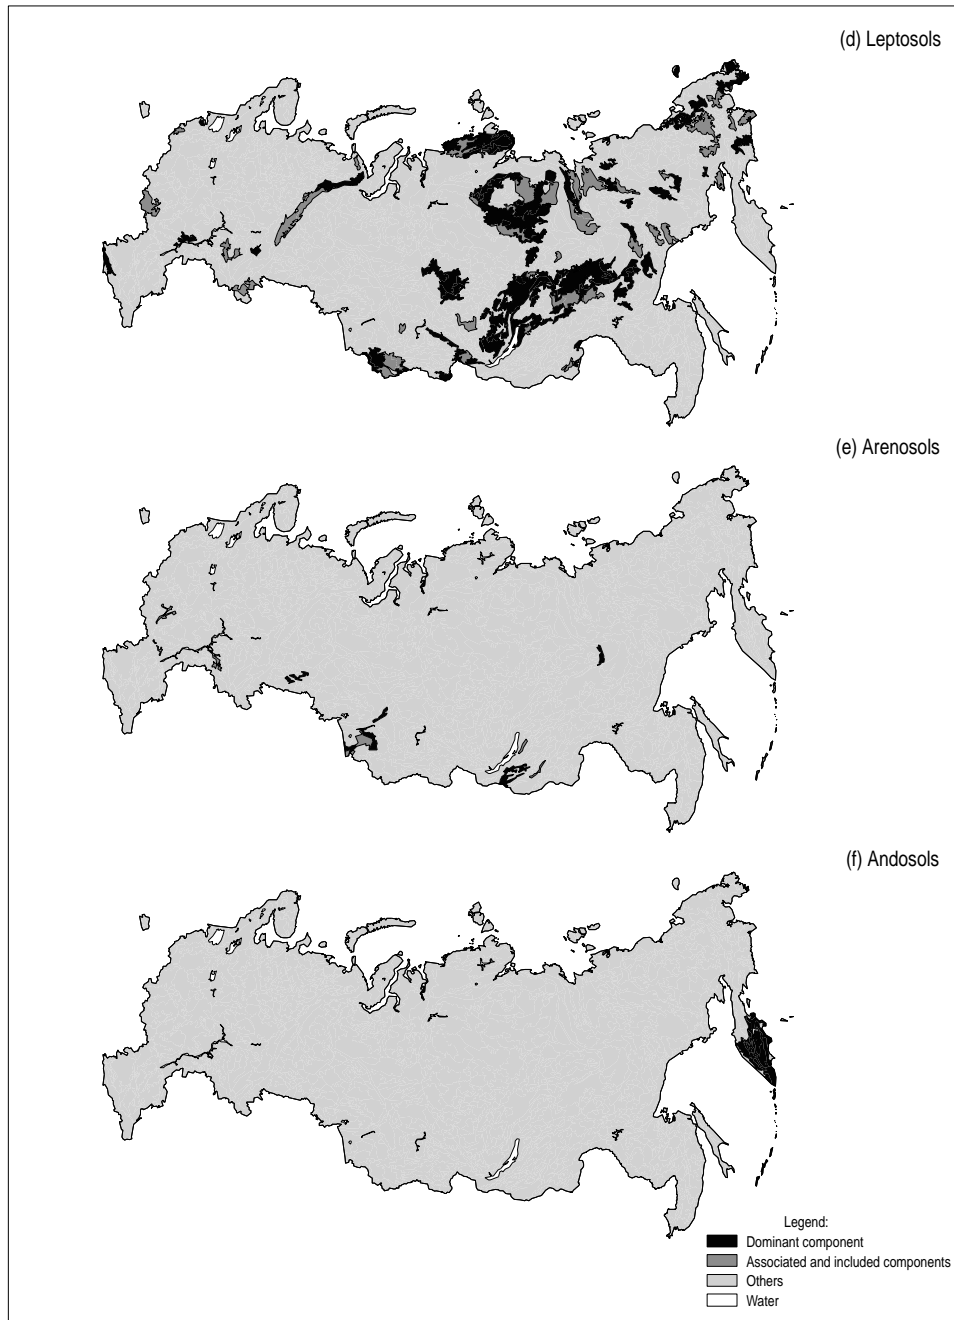 (d) Leptosols
(e) Arenosols
(f) Andosols
Legend:
Dominant component
Associated and included components
Others
Water